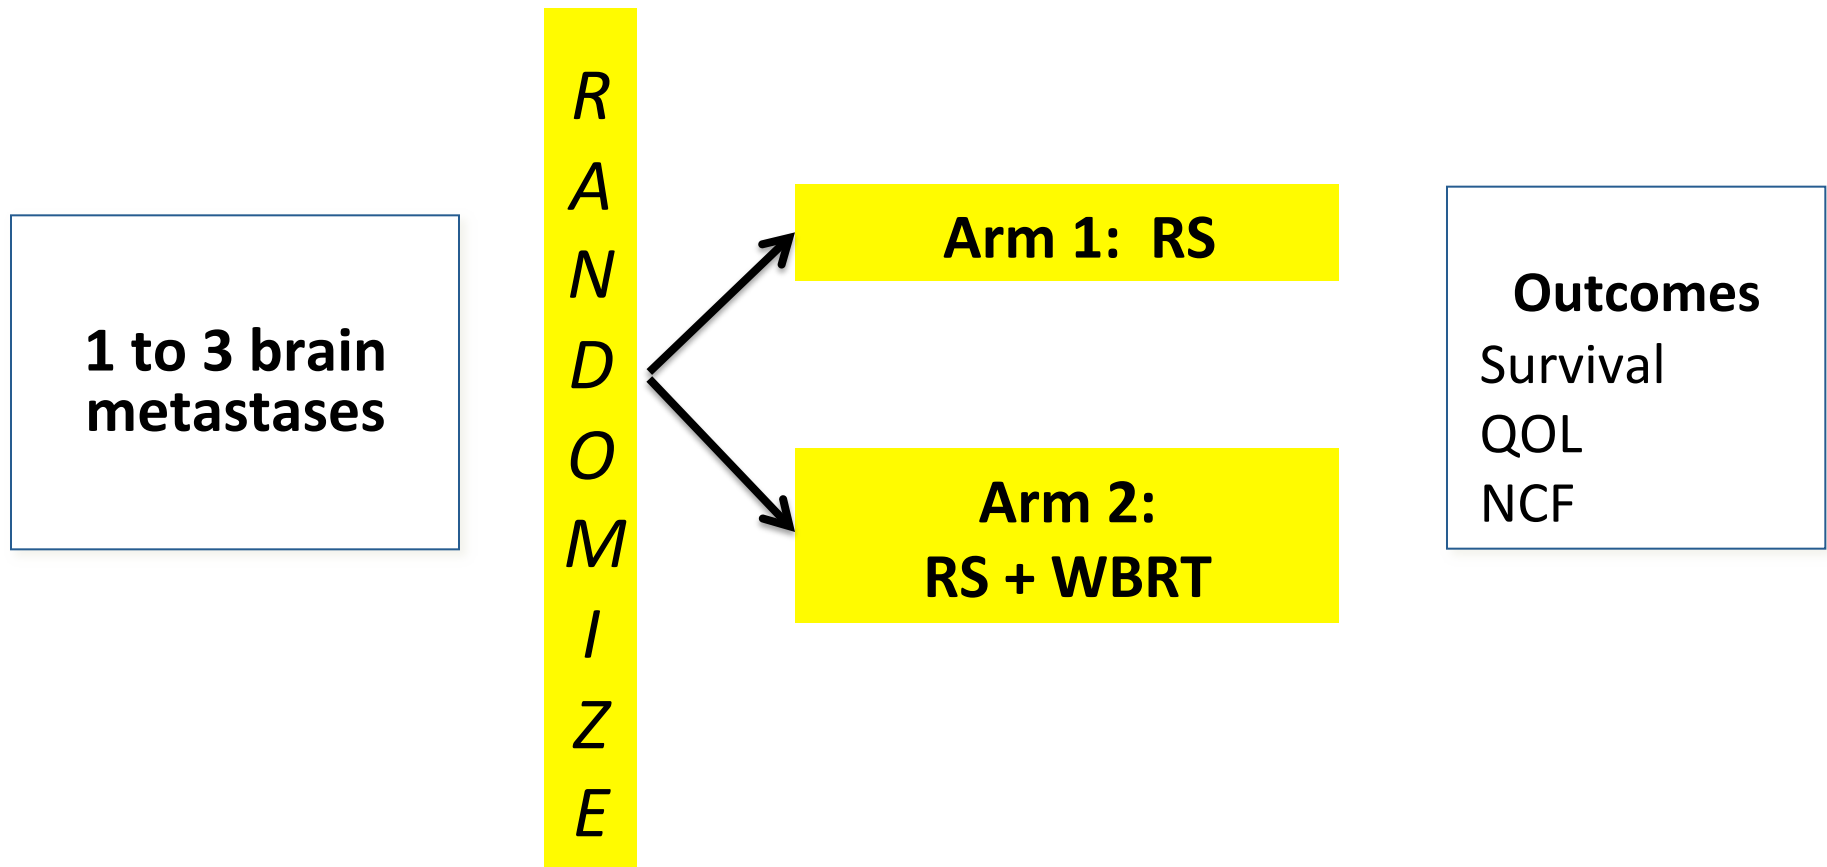 1 to 3 brain
metastases
R
A
N
D
O
M
I
Z
E
Arm 1:  RS
Arm 2:
RS + WBRT
Outcomes
Survival
QOL
NCF